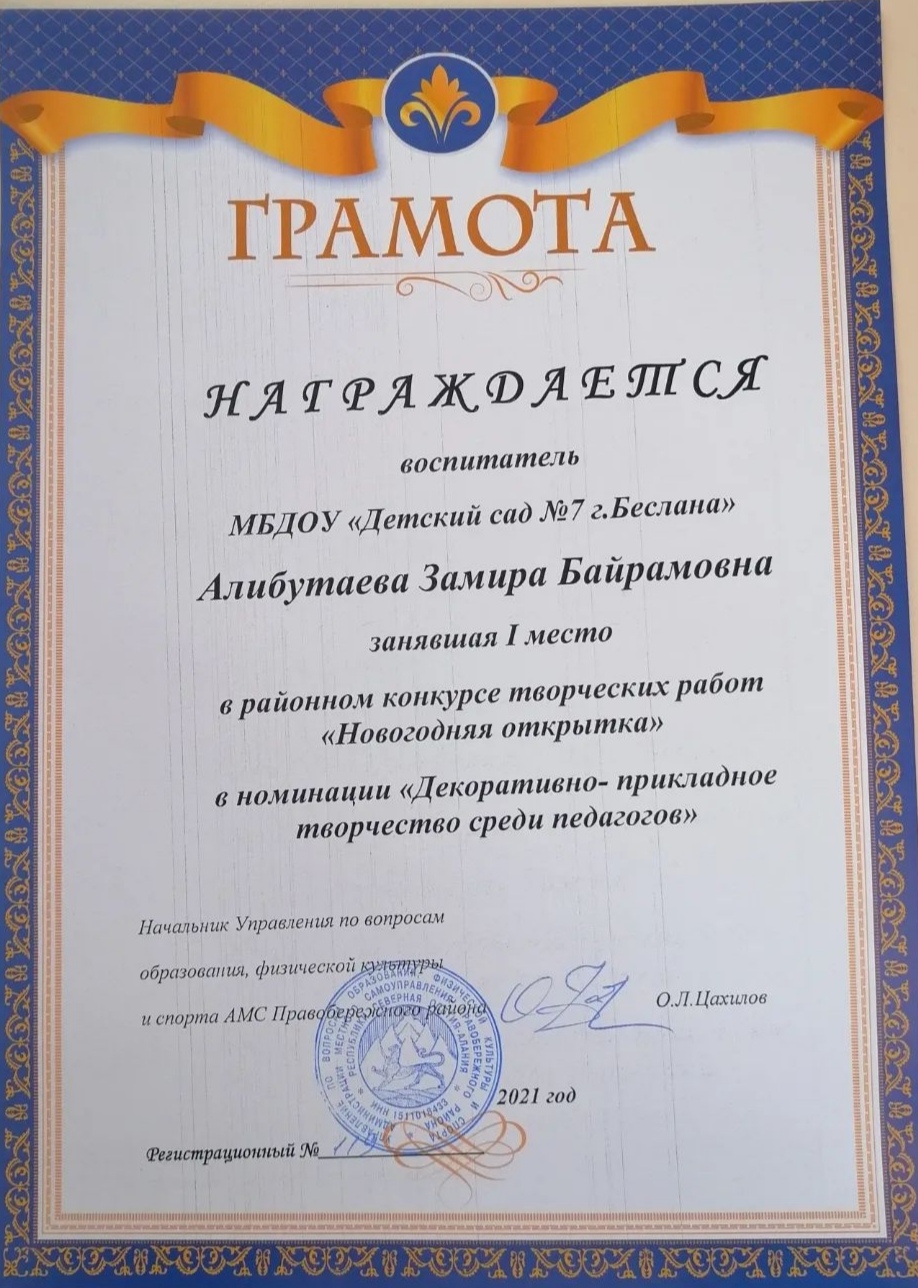 ГРАМОТА
НАГРАЖДАЕТСЯ
воспитатель
МБДОУ «Детский сад №7 г.Беслана»
Алибутаева Замира Байрамовна
занявшая I место
в районном конкурсе творческих работ
«Новогодняя открытка»
в номинации «Декоративно- прикладное
творчество среди педагогов»
Начальник Управления по вопросам
образования, физической культуры
и спорта АМС Правобережного района
О.Л.Цахилов
2021 год
Регистрационный №